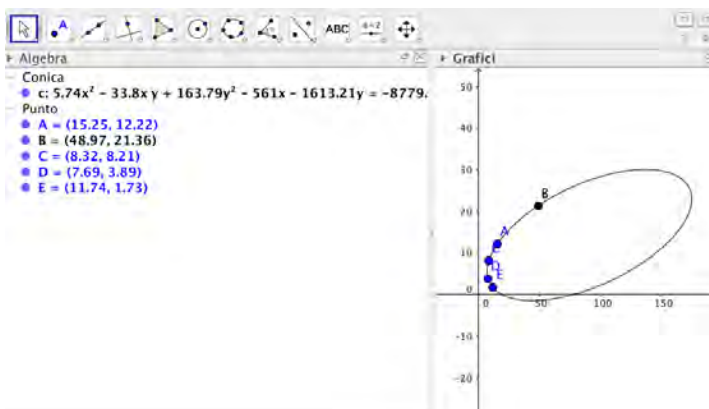 ABC
a=2
Algebra
Grafici
Conica
c: 5.74x² − 33.8x y + 163.79y² − 561x − 1613.21y = −8779.
Punto
A = (15.25, 12.22)
B = (48.97, 21.36)
C = (8.32, 8.21)
D = (7.69, 3.89)
E = (11.74, 1.73)
50
40
30
20
10
0
-10
-20
0
50
100
150
A
B
E